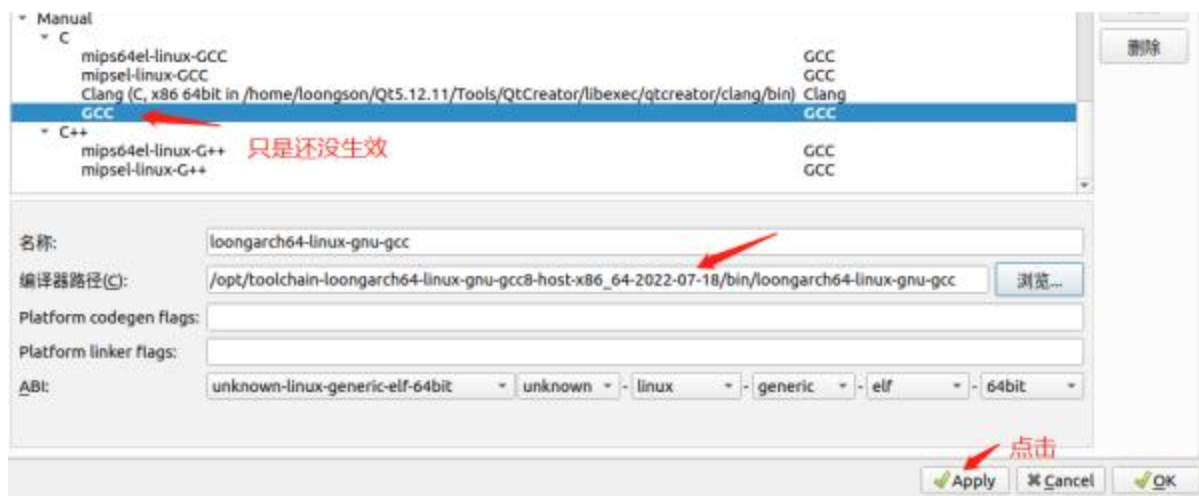 Manual
C
mips64el-linux-GCC GCC
mipsel-linux-GCC GCC
Clang (C, x86 64bit in /home/loongson/Qt5.12.11/Tools/QtCreator/libexec/qtcreator/clang/bin) Clang
GCC GCC
C++
mips64el-linux-G++ GCC
mipsel-linux-G++ GCC
只是还没生效
删除
名称: loongarch64-linux-gnu-gcc
编译器路径(C): /opt/toolchain-loongarch64-linux-gnu-gcc8-host-x86_64-2022-07-18/bin/loongarch64-linux-gnu-gcc 浏览...
Platform codegen flags:
Platform linker flags:
ABI: unknown-linux-generic-elf-64bit unknown - linux - generic - elf - 64bit
点击
Apply Cancel OK